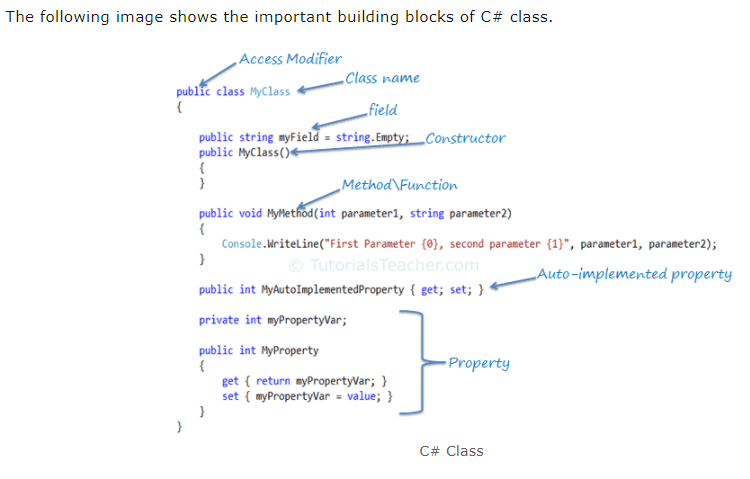 The following image shows the important building blocks of C# class.
Access Modifier
Class name
public class MyClass
{
field
public string myField = string.Empty;
Constructor
public MyClass()
{
}
Method\Function
public void MyMethod(int parameter1, string parameter2)
{
Console.WriteLine("First Parameter {0}, second parameter {1}", parameter1, parameter2);
}
© TutorialsTeacher.com
Auto-implemented property
public int MyAutoImplementedProperty { get; set; }
private int myPropertyVar;
public int MyProperty
{
Property
get { return myPropertyVar; }
set { myPropertyVar = value; }
}
}
C# Class